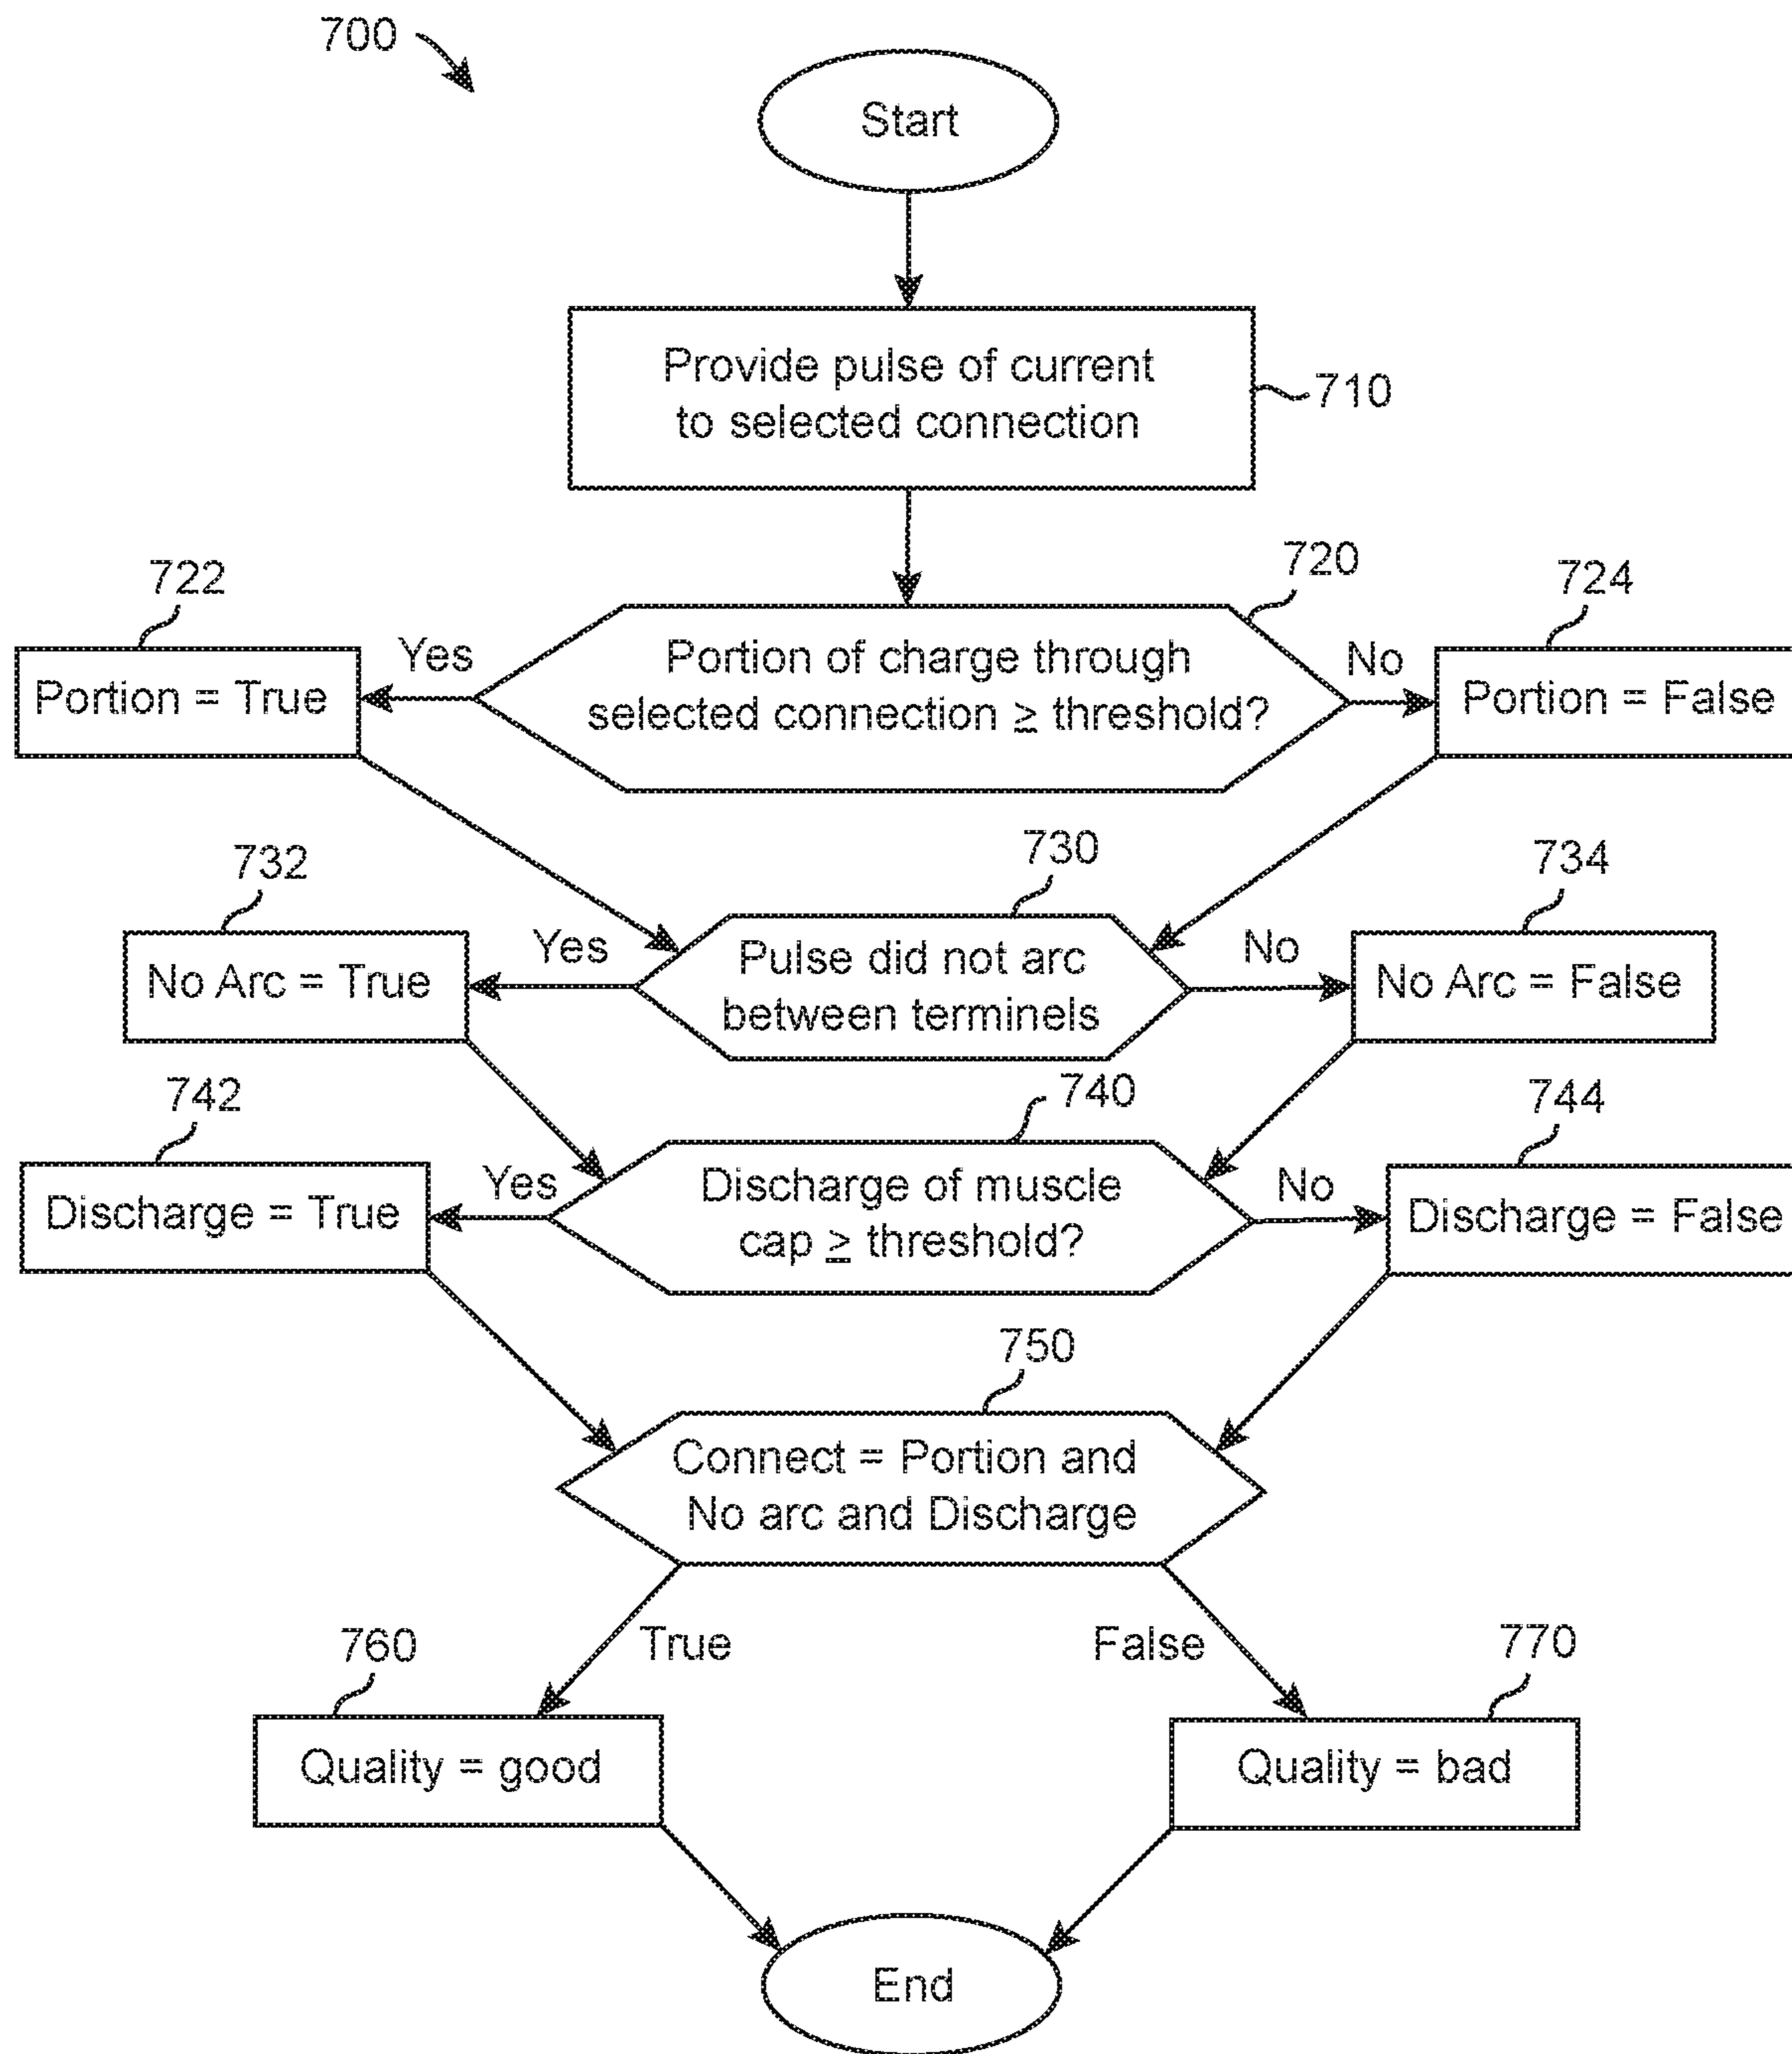 700
Start
Provide pulse of current
to selected connection
710
720
722
724
Yes
No
Portion = True
Portion of charge through
selected connection ≥ threshold?
Portion = False
730
732
734
Yes
No
No Arc = True
Pulse did not arc
between terminels
No Arc = False
740
742
744
Yes
No
Discharge = True
Discharge of muscle
cap ≥ threshold?
Discharge = False
750
Connect = Portion and
No arc and Discharge
760
True
False
770
Quality = good
Quality = bad
End